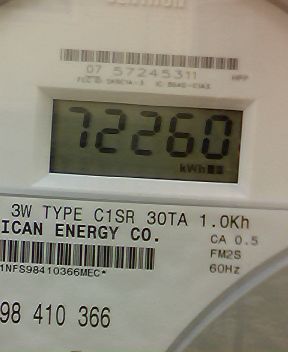 07 57245311
72260
kWh
3W TYPE C1SR 30TA 1.0Kh
ICAN ENERGY CO.
CA 0.5
FM2S
1NFS98410366MEC*
60Hz
98 410 366